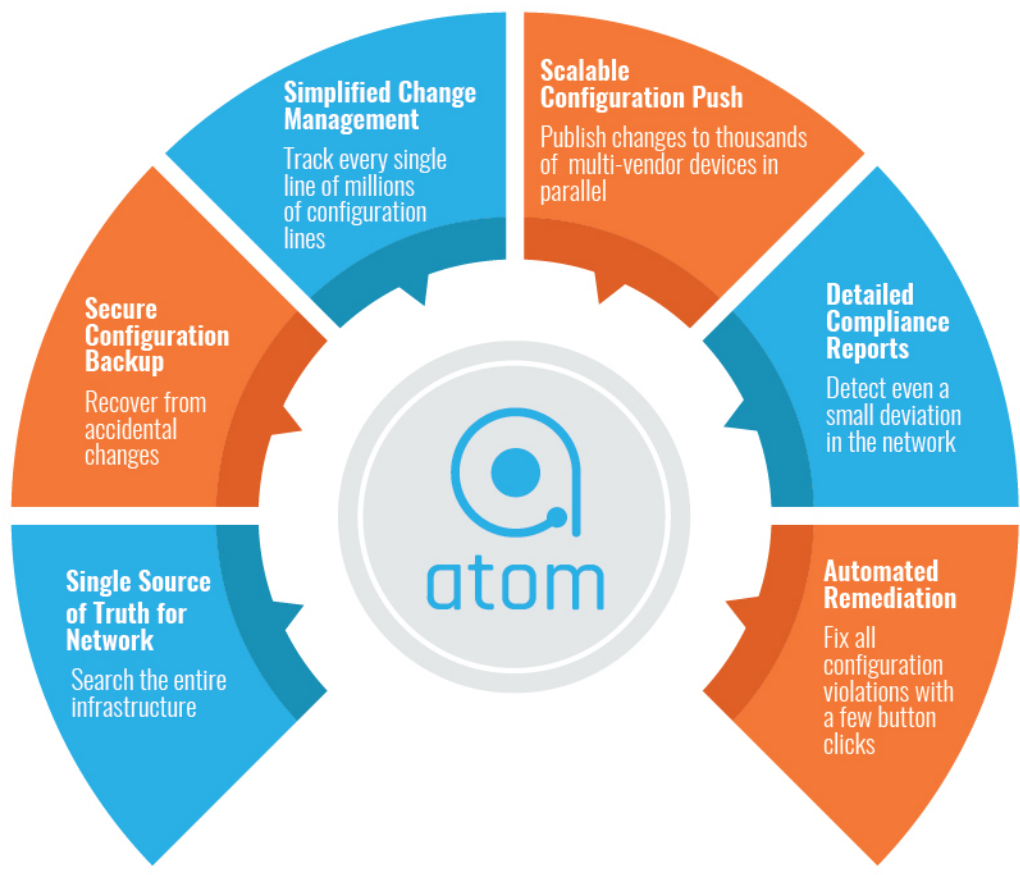 Simplified Change
Management
Track every single
line of millions
of configuration
lines
Scalable
Configuration Push
Publish changes to thousands
of multi-vendor devices in
parallel
Secure
Configuration
Backup
Recover from
accidental
changes
Detailed
Compliance
Reports
Detect even a
small deviation
in the network
atom
Single Source
of Truth for
Network
Search the entire
infrastructure
Automated
Remediation
Fix all
configuration
violations with
a few button
clicks